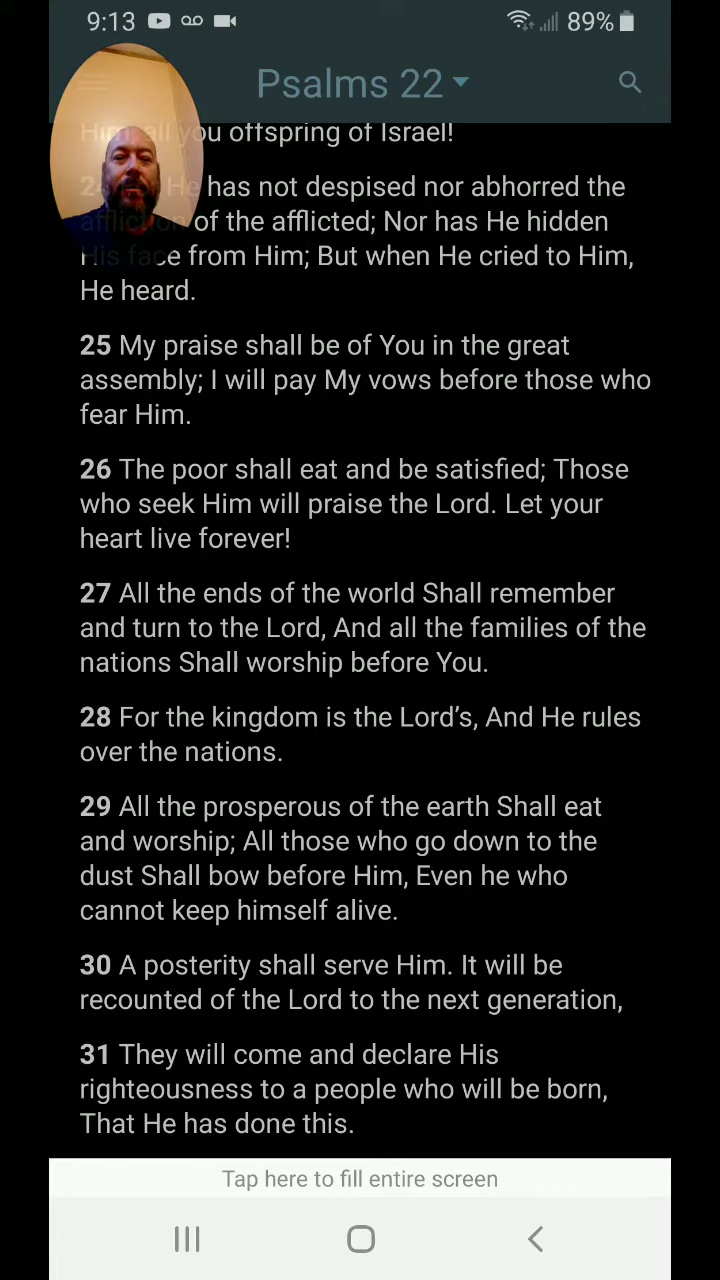 9:13 89%
Psalms 22
Him, all you offspring of Israel!
24 He has not despised nor abhorred the
affliction of the afflicted; Nor has He hidden
His face from Him; But when He cried to Him,
He heard.
25 My praise shall be of You in the great
assembly; I will pay My vows before those who
fear Him.
26 The poor shall eat and be satisfied; Those
who seek Him will praise the Lord. Let your
heart live forever!
27 All the ends of the world Shall remember
and turn to the Lord, And all the families of the
nations Shall worship before You.
28 For the kingdom is the Lord’s, And He rules
over the nations.
29 All the prosperous of the earth Shall eat
and worship; All those who go down to the
dust Shall bow before Him, Even he who
cannot keep himself alive.
30 A posterity shall serve Him. It will be
recounted of the Lord to the next generation,
31 They will come and declare His
righteousness to a people who will be born,
That He has done this.
Tap here to fill entire screen